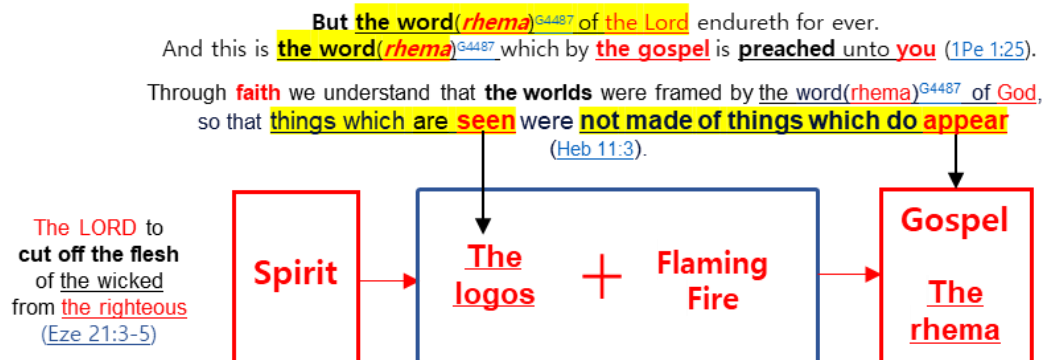 But the word(rhema)G4487 of the Lord endureth for ever.
And this is the word(rhema)G4487 which by the gospel is preached unto you (1Pe 1:25).
Through faith we understand that the worlds were framed by the word(rhema)G4487 of God,
so that things which are seen were not made of things which do appear
(Heb 11:3).
The LORD to
cut off the flesh
of the wicked
from the righteous
(Eze 21:3-5)
Spirit
The
logos
+
Flaming
Fire
Gospel
The
rhema